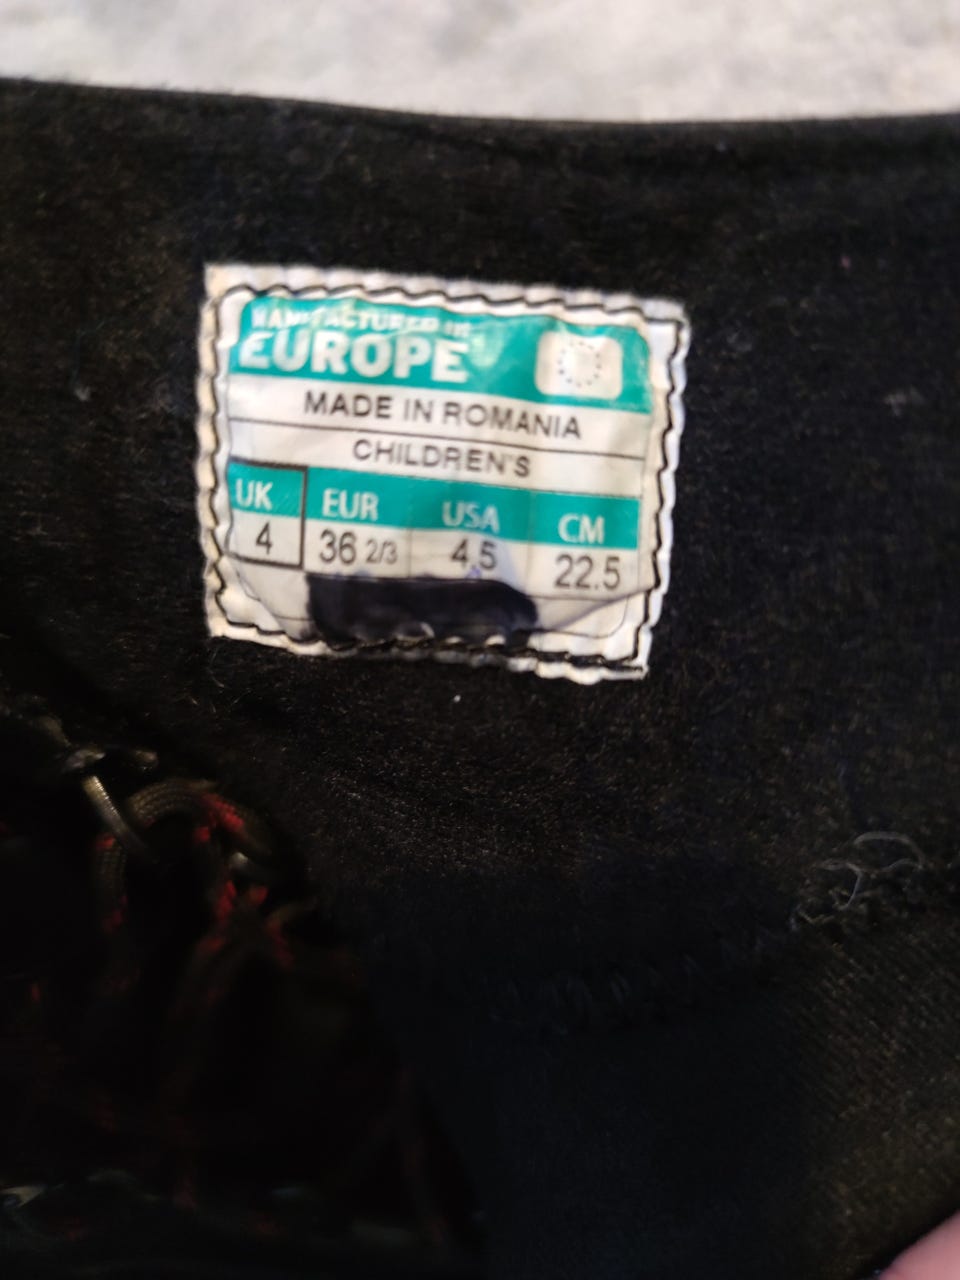 MANUFACTURED IN
EUROPE
MADE IN ROMANIA
CHILDREN'S
UK EUR USA CM
4 36 2/3 4,5 22.5